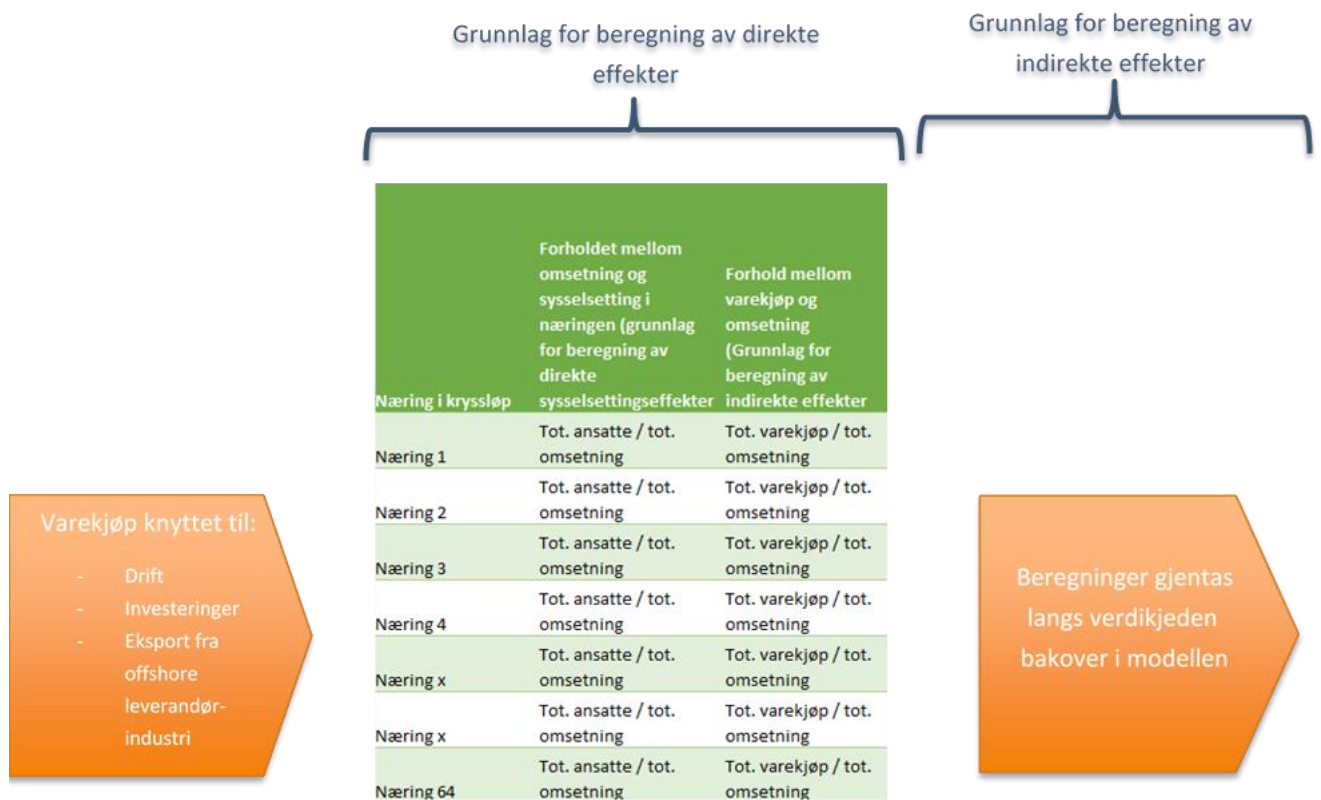 Grunnlag for beregning av direkte
effekter
Grunnlag for beregning av
indirekte effekter
Varekjøp knyttet til:
- Drift
- Investeringer
- Eksport fra
offshore
leverandør-
industri
Næring i kryssløp
Forholdet mellom
omsetning og
sysselsetting i
næringen (grunnlag
for beregning av
direkte
sysselsettingseffekter
Forhold mellom
varekjøp og
omsetning
(Grunnlag for
beregning av
indirekte effekter
Næring 1
Tot. ansatte / tot.
omsetning
Tot. varekjøp / tot.
omsetning
Næring 2
Tot. ansatte / tot.
omsetning
Tot. varekjøp / tot.
omsetning
Næring 3
Tot. ansatte / tot.
omsetning
Tot. varekjøp / tot.
omsetning
Næring 4
Tot. ansatte / tot.
omsetning
Tot. varekjøp / tot.
omsetning
Næring x
Tot. ansatte / tot.
omsetning
Tot. varekjøp / tot.
omsetning
Næring x
Tot. ansatte / tot.
omsetning
Tot. varekjøp / tot.
omsetning
Næring 64
Tot. ansatte / tot.
omsetning
Tot. varekjøp / tot.
omsetning
Beregninger gjentas
langs verdikjeden
bakover i modellen